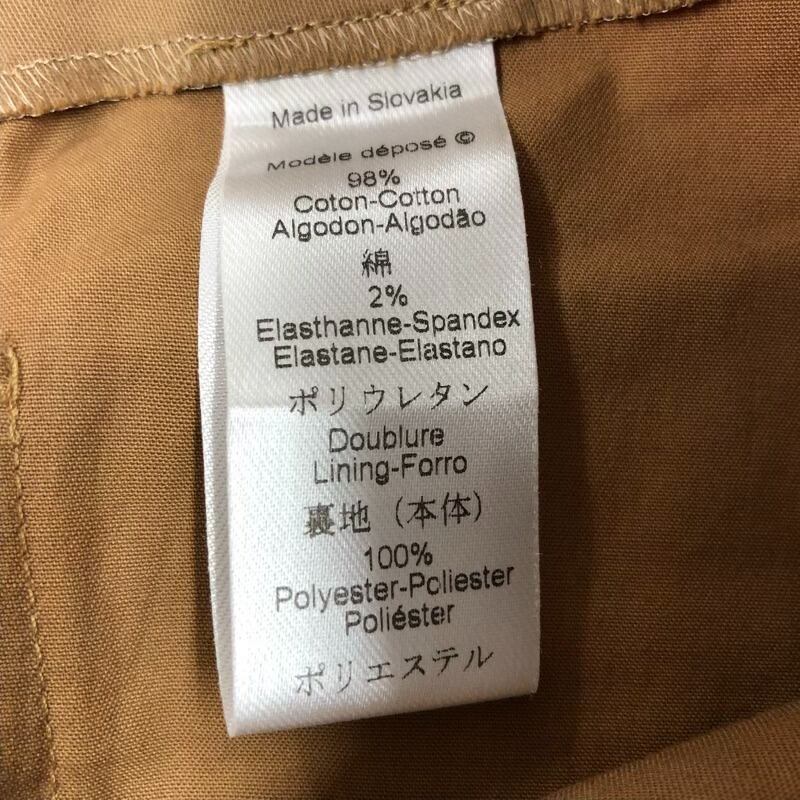 Made in Slovakia
Modèle déposé ©
98%
Coton-Cotton
Algodon-Algodão
綿
2%
Elasthanne-Spandex
Elastane-Elastano
ポリウレタン
Doublure
Lining-Forro
裏地（本体）
100%
Polyester-Poliester
Poliéster
ポリエステル